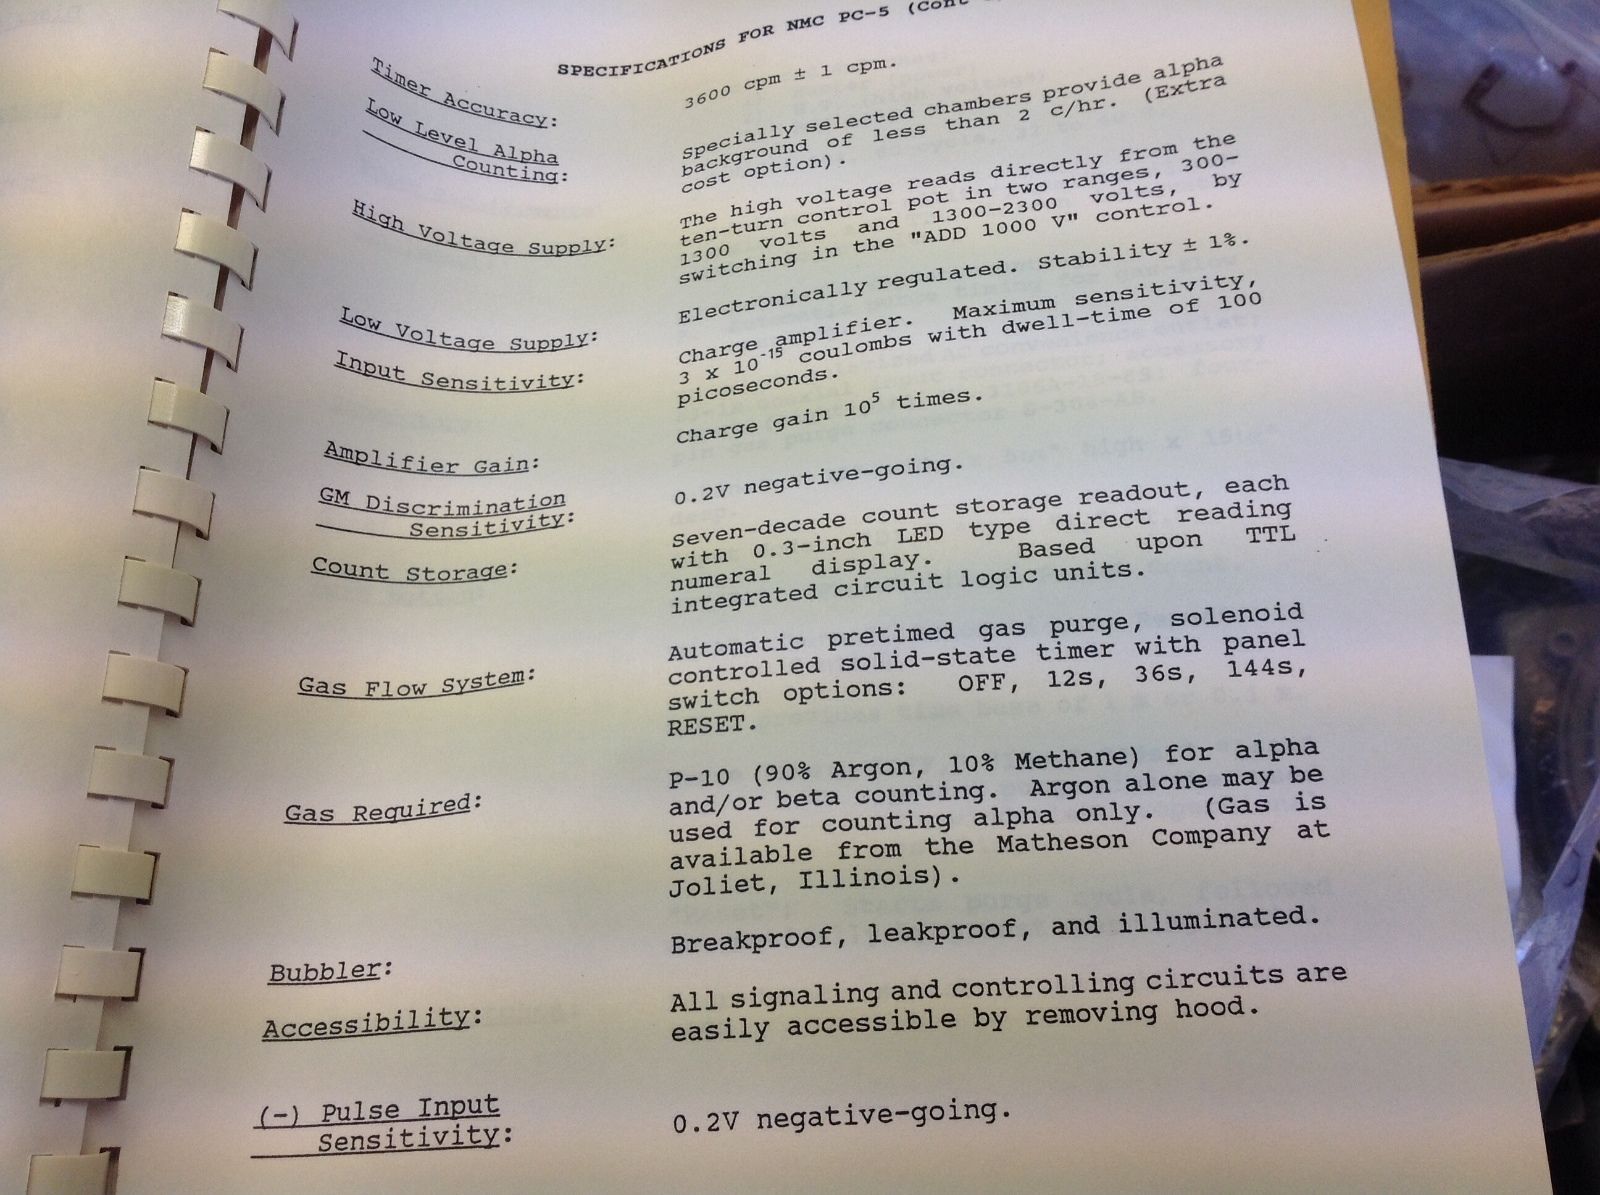 SPECIFICATIONS FOR NMC PC-5 (Cont
Timer Accuracy: 3600 cpm ± 1 cpm.
Low Level Alpha
Counting:
Specially selected chambers provide alpha
background of less than 2 c/hr. (Extra
cost option).
High Voltage Supply:
The high voltage reads directly from the
ten-turn control pot in two ranges, 300-
1300 volts and 1300-2300 volts, by
switching in the "ADD 1000 V" control.
Low Voltage Supply: Electronically regulated. Stability ± 1%.
Input Sensitivity:
Charge amplifier. Maximum sensitivity,
3 x 10⁻¹⁵ coulombs with dwell-time of 100
picoseconds.
Amplifier Gain: Charge gain 10⁵ times.
GM Discrimination
Sensitivity:
0.2V negative-going.
Count Storage:
Seven-decade count storage readout, each
with 0.3-inch LED type direct reading
numeral display. Based upon TTL
integrated circuit logic units.
Gas Flow System:
Automatic pretimed gas purge, solenoid
controlled solid-state timer with panel
switch options: OFF, 12s, 36s, 144s,
RESET.
Gas Required:
P-10 (90% Argon, 10% Methane) for alpha
and/or beta counting. Argon alone may be
used for counting alpha only. (Gas is
available from the Matheson Company at
Joliet, Illinois).
Bubbler: Breakproof, leakproof, and illuminated.
Accessibility:
All signaling and controlling circuits are
easily accessible by removing hood.
(-) Pulse Input
Sensitivity:
0.2V negative-going.